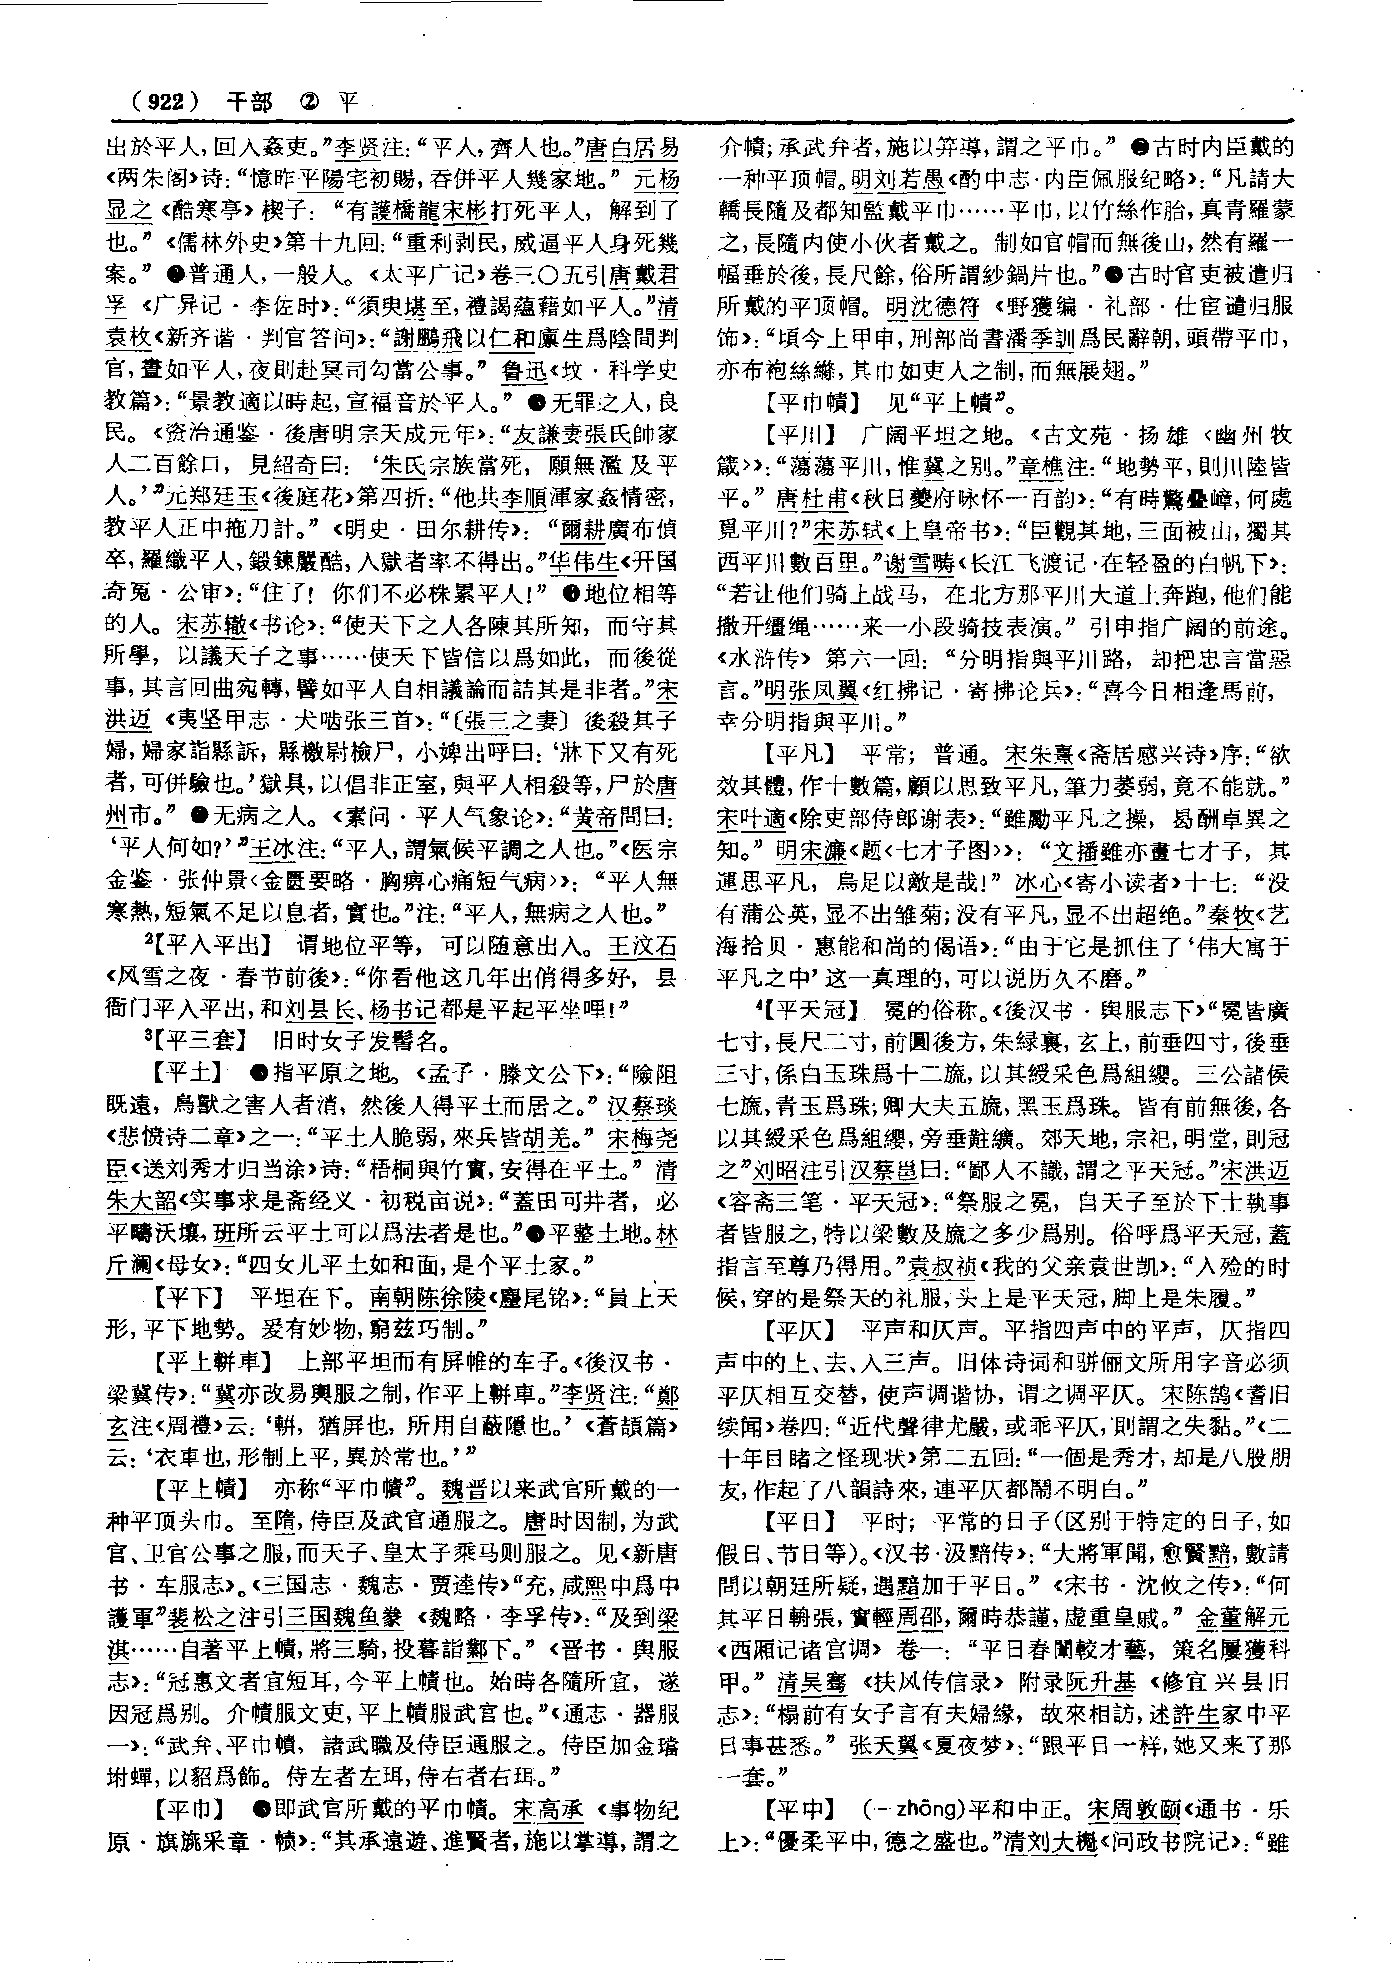 (922) 干部 ② 平
出於平人,回入姦吏。”李贤注:“平人,齊人也。”唐白居易
《两朱阁》诗:“憶昨平陽宅初賜,吞併平人幾家地。” 元杨
显之《酷寒亭》楔子:“有護橋龍宋彬打死平人, 解到了
也。”《儒林外史》第十九回:“重利剥民,威逼平人身死幾
案。” ●普通人,一般人。《太平广记》卷三〇五引唐戴君
孚《广异记·李佐时》:“須臾堪至,禮謁蘊藉如平人。”清
袁枚《新齐谐·判官答问》:“謝鵬飛以仁和廪生爲陰間判
官,晝如平人,夜則赴冥司勾當公事。” 鲁迅《坟·科学史
教篇》:“景教適以時起,宣福音於平人。” ●无罪之人,良
民。《资治通鉴·後唐明宗天成元年》:“友謙妻張氏帥家
人二百餘口, 見紹奇曰:‘朱氏宗族當死, 願無濫及平
人。’”元郑廷玉《後庭花》第四折:“他共李順渾家姦情密,
教平人正中拖刀計。”《明史·田尔耕传》:“爾耕廣布偵
卒,羅織平人,鍛鍊嚴酷,入獄者率不得出。”华伟生《开国
奇冤·公审》:“住了! 你们不必株累平人!” ●地位相等
的人。 宋苏辙《书论》:“使天下之人各陳其所知, 而守其
所學, 以議天子之事……使天下皆信以爲如此, 而後從
事,其言回曲宛轉,譬如平人自相議論而詰其是非者。”宋
洪迈《夷坚甲志·犬啮张三首》:“〔張三之妻〕後殺其子
婦,婦家詣縣訴,縣檄尉檢尸,小婢出呼曰:‘牀下又有死
者,可併驗也。’獄具,以倡非正室,與平人相殺等,尸於唐
州市。” ●无病之人。《素问·平人气象论》:“黄帝問曰:
‘平人何如?’”王冰注:“平人,謂氣候平調之人也。”《医宗
金鉴·张仲景〈金匮要略·胸痹心痛短气病〉》:“平人無
寒熱,短氣不足以息者,實也。”注:“平人,無病之人也。”
²【平入平出】 谓地位平等, 可以随意出入。 王汶石
《风雪之夜·春节前後》:“你看他这几年出俏得多好, 县
衙门平入平出,和刘县长、杨书记都是平起平坐哩!”
³【平三套】 旧时女子发髻名。
【平土】 ●指平原之地。《孟子·滕文公下》:“險阻
既遠, 鳥獸之害人者消, 然後人得平土而居之。” 汉蔡琰
《悲愤诗二章》之一:“平土人脆弱,來兵皆胡羌。” 宋梅尧
臣《送刘秀才归当涂》诗:“梧桐與竹實,安得在平土。” 清
朱大韶《实事求是斋经义·初税亩说》:“蓋田可井者, 必
平疇沃壤,班所云平土可以爲法者是也。”●平整土地。林
斤澜《母女》:“四女儿平土如和面,是个平土家。”
【平下】 平坦在下。 南朝陈徐陵《麈尾铭》:“員上天
形,平下地勢。 爰有妙物,窮兹巧制。”
【平上軿車】 上部平坦而有屏帷的车子。《後汉书·
梁冀传》:“冀亦改易輿服之制,作平上軿車。”李贤注:“鄭
玄注《周禮》云:‘軿,猶屏也,所用自蔽隱也。’《蒼頡篇》
云:‘衣車也,形制上平,異於常也。’”
【平上幘】 亦称“平巾幘”。 魏晋以来武官所戴的一
种平顶头巾。 至隋,侍臣及武官通服之。 唐时因制,为武
官、卫官公事之服,而天子、皇太子乘马则服之。 见《新唐
书·车服志》。《三国志·魏志·贾逵传》“充,咸熙中爲中
護軍”裴松之注引三国魏鱼豢《魏略·李孚传》:“及到梁
淇……自著平上幘,將三騎,投暮詣鄴下。”《晋书·舆服
志》:“冠惠文者宜短耳,今平上幘也。 始時各隨所宜, 遂
因冠爲别。 介幘服文吏,平上幘服武官也。”《通志·器服
一》:“武弁、平巾幘, 諸武職及侍臣通服之。 侍臣加金璫
坿蟬,以貂爲飾。 侍左者左珥,侍右者右珥。”
【平巾】 ●即武官所戴的平巾幘。宋高承《事物纪
原·旗旒采章·帻》:“其承遠遊、進賢者,施以掌導,謂之
介幘;承武弁者,施以笄導,謂之平巾。” ●古时内臣戴的
一种平顶帽。明刘若愚《酌中志·内臣佩服纪略》:“凡請大
轎長隨及都知監戴平巾……平巾,以竹絲作胎,真青羅蒙
之,長隨内使小伙者戴之。 制如官帽而無後山,然有羅一
幅垂於後,長尺餘,俗所謂紗鍋片也。”●古时官吏被遣归
所戴的平顶帽。 明沈德符《野獲编·礼部·仕宦谴归服
饰》:“頃今上甲申,刑部尚書潘季訓爲民辭朝,頭帶平巾,
亦布袍絲縧,其巾如吏人之制,而無展翅。”
【平巾幘】 见“平上幘”。
【平川】 广阔平坦之地。《古文苑·扬雄〈幽州牧
箴〉》:“蕩蕩平川,惟冀之别。”章樵注:“地勢平,則川陸皆
平。” 唐杜甫《秋日夔府咏怀一百韵》:“有時驚疊嶂,何處
覓平川?”宋苏轼《上皇帝书》:“臣觀其地,三面被山,獨其
西平川數百里。”谢雪畴《长江飞渡记·在轻盈的白帆下》:
“若让他们骑上战马, 在北方那平川大道上奔跑,他们能
撒开缰绳……来一小段骑技表演。” 引申指广阔的前途。
《水浒传》第六一回:“分明指與平川路, 却把忠言當惡
言。”明张凤翼《红拂记·寄拂论兵》:“喜今日相逢馬前,
幸分明指與平川。”
【平凡】 平常; 普通。 宋朱熹《斋居感兴诗》序:“欲
效其體,作十數篇,顧以思致平凡,筆力萎弱,竟不能就。”
宋叶適《除吏部侍郎谢表》:“雖勵平凡之操, 曷酬卓異之
知。” 明宋濂《题〈七才子图〉》:“文播雖亦畫七才子, 其
運思平凡, 烏足以敵是哉!” 冰心《寄小读者》十七:“没
有蒲公英,显不出雏菊;没有平凡,显不出超绝。”秦牧《艺
海拾贝·惠能和尚的偈语》:“由于它是抓住了‘伟大寓于
平凡之中’这一真理的,可以说历久不磨。”
⁴【平天冠】 冕的俗称。《後汉书·舆服志下》“冕皆廣
七寸,長尺二寸,前圓後方,朱緑裏,玄上,前垂四寸,後垂
三寸,係白玉珠爲十二旒,以其綬采色爲組纓。 三公諸侯
七旒,青玉爲珠;卿大夫五旒,黑玉爲珠。 皆有前無後,各
以其綬采色爲組纓,旁垂黈纊。 郊天地,宗祀,明堂,則冠
之”刘昭注引汉蔡邕曰:“鄙人不識,謂之平天冠。”宋洪迈
《容斋三笔·平天冠》:“祭服之冕, 自天子至於下士執事
者皆服之,特以梁數及旒之多少爲别。 俗呼爲平天冠,蓋
指言至尊乃得用。”袁叔祯《我的父亲袁世凯》:“入殓的时
候,穿的是祭天的礼服,头上是平天冠,脚上是朱履。”
【平仄】 平声和仄声。 平指四声中的平声, 仄指四
声中的上、去、入三声。 旧体诗词和骈俪文所用字音必须
平仄相互交替, 使声调谐协, 谓之调平仄。 宋陈鹄《耆旧
续闻》卷四:“近代聲律尤嚴,或乖平仄,則謂之失黏。”《二
十年目睹之怪现状》第二五回:“一個是秀才,却是八股朋
友,作起了八韻詩來,連平仄都鬧不明白。”
【平日】 平时; 平常的日子(区别于特定的日子,如
假日、节日等)。《汉书·汲黯传》:“大將軍聞,愈賢黯,數請
問以朝廷所疑,遇黯加于平日。”《宋书·沈攸之传》:“何
其平日輈張,實輕周邵,爾時恭謹,虚重皇戚。” 金董解元
《西厢记诸宫调》卷一:“平日春闈較才藝, 策名屢獲科
甲。” 清吴骞《扶风传信录》附录阮升基《修宜兴县旧
志》:“榻前有女子言有夫婦缘, 故來相訪,述許生家中平
日事甚悉。” 张天翼《夏夜梦》:“跟平日一样,她又来了那
一套。”
【平中】 (-zhōng)平和中正。 宋周敦颐《通书·乐
上》:“優柔平中,德之盛也。”清刘大櫆《问政书院记》:“雖